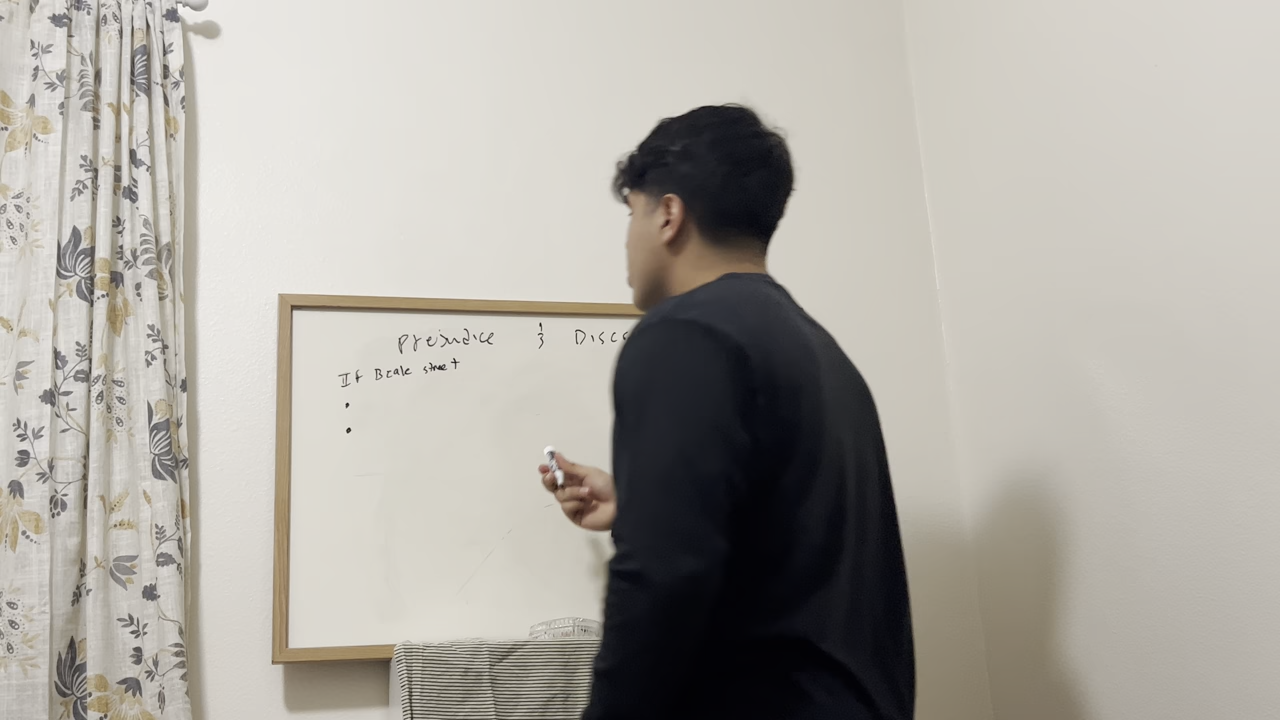 Prejudice & Disc
If Beale street
•
•